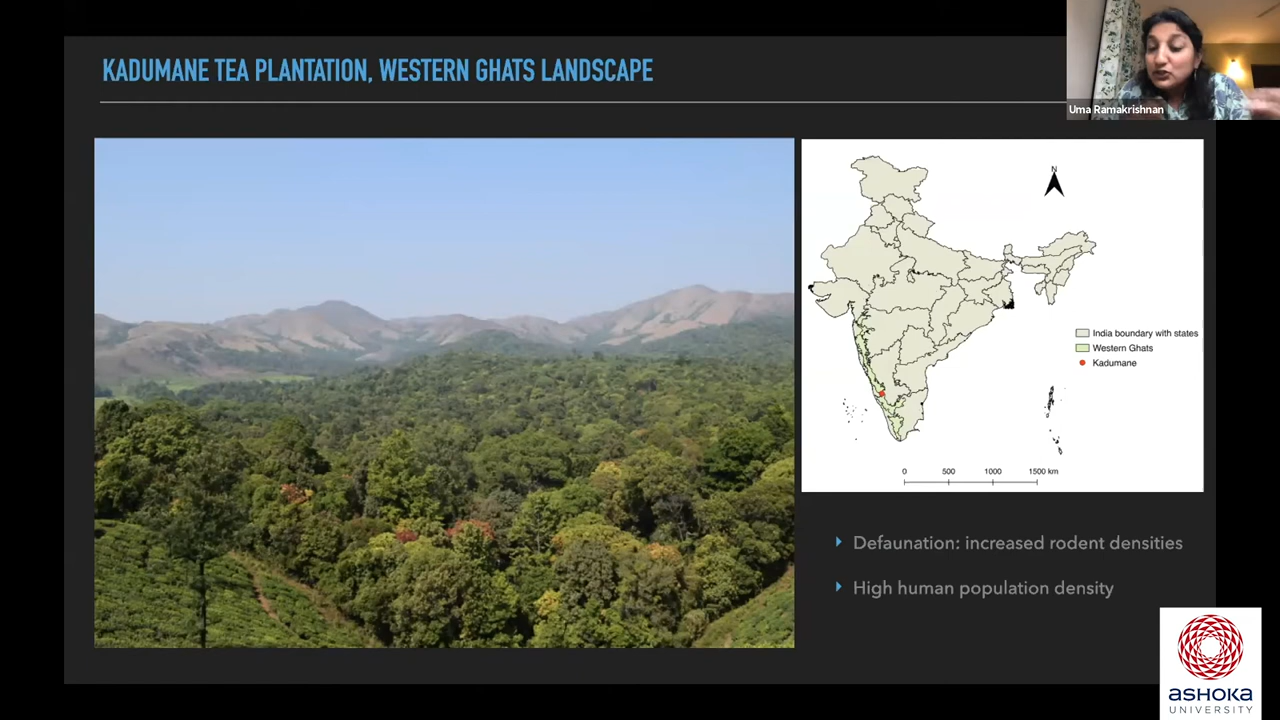 KADUMANE TEA PLANTATION, WESTERN GHATS LANDSCAPE
Uma Ramakrishnan
N
India boundary with states
Western Ghats
Kadumane
0 500 1000 1500 km
Defaunation: increased rodent densities
High human population density
ASHOKA
UNIVERSITY